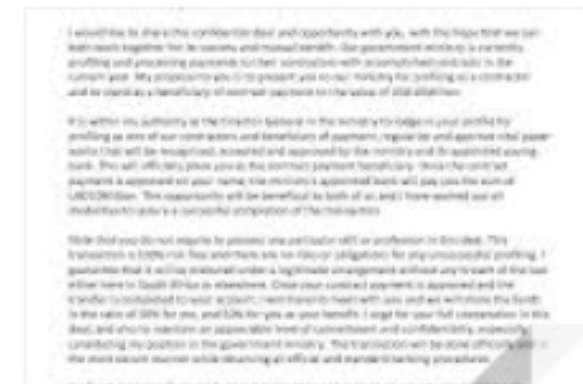 I would like to share this confidential deal and opportunity with you, with the hope that we can
both work together for its success and mutual benefit. Our government ministry is currently
profiling and processing payments to contractors with accomplished contracts in the
current year. My proposal to you is to present you to our ministry for profiling as a contractor
and to stand as a beneficiary of contract payment to the value of
It is within my authority as the Director General in the ministry to lodge in your profile for
profiling as one of our contractors and beneficiary of payment, regularize and approve vital paper
works that will be recognized, accepted and approved by the ministry and its appointed paying
bank. This will officially place you as the contract payment beneficiary. Once the contract
payment is approved on your name, the ministry's appointed bank will pay you the sum of
This opportunity will be beneficial to both of us and I have worked out all
modalities to assure a successful completion of the transaction.
Note that you do not require to possess any particular skill or profession in this deal. This
transaction is 100% risk free and there are no risks or obligations for any unsuccessful profiling. I
guarantee that it will be executed under a legitimate arrangement without any breach of the law
either here in South Africa or elsewhere. Once your contract payment is approved and the
transfer is completed to your account, I will travel to meet with you and we will share the funds
in the ratio of 50% for me, and 50% for you as your benefit. I urge for your full cooperation in this
deal, and also to maintain an appreciable level of commitment and confidentiality, especially
considering my position in the government ministry. The transaction will be done officially and in
the most secure manner while observing all official and standard banking procedures.